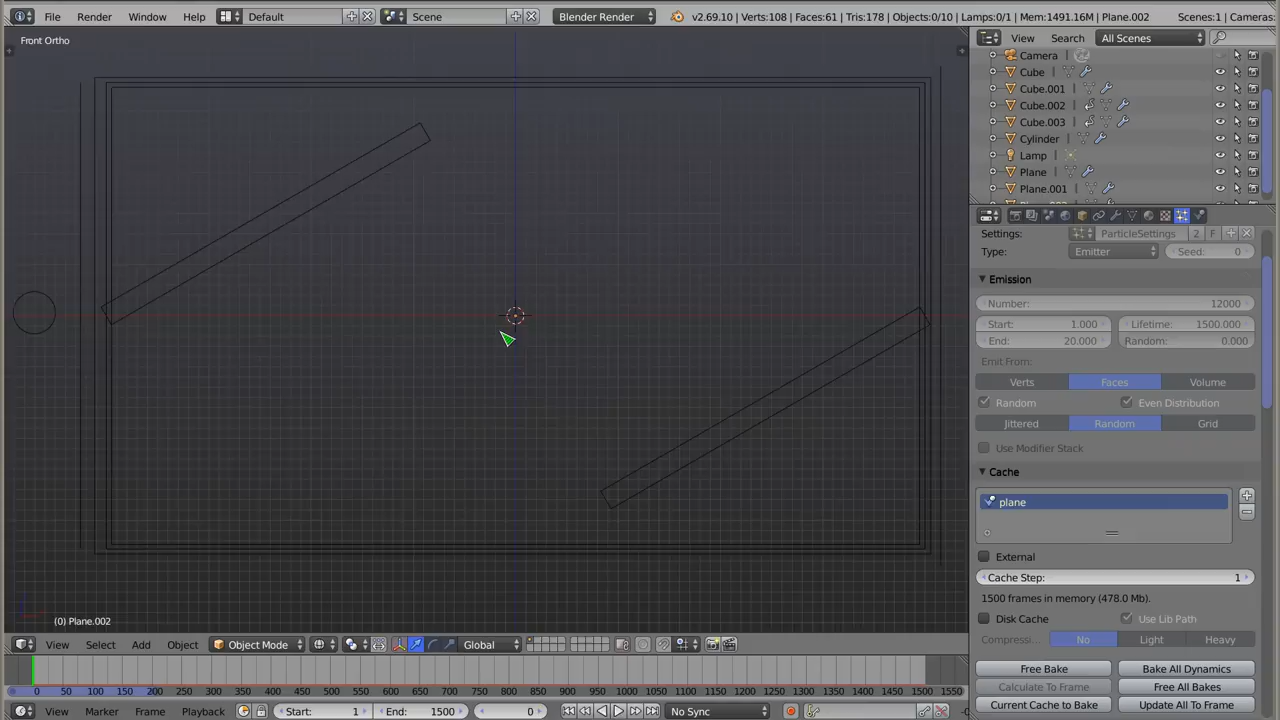 File Render Window Help Default Scene Blender Render v2.69.10 | Verts:108 | Faces:61 | Tris:178 | Objects:0/10 | Lamps:0/1 | Mem:1491.16M | Plane.002 Scenes:1 | Cameras:
Front Ortho
View Search All Scenes
Camera
Cube
Cube.001
Cube.002
Cube.003
Cylinder
Lamp
Plane
Plane.001
Settings: ParticleSettings 2 F
Type: Emitter Seed: 0
Emission
Number: 12000
Start: 1.000 Lifetime: 1500.000
End: 20.000 Random: 0.000
Emit From:
Verts Faces Volume
Random Even Distribution
Jittered Random Grid
Use Modifier Stack
Cache
plane
External
Cache Step: 1
1500 frames in memory (478.0 Mb).
Disk Cache Use Lib Path
Compressi... No Light Heavy
Free Bake Bake All Dynamics
Calculate To Frame Free All Bakes
Current Cache to Bake Update All To Frame
(0) Plane.002
View Select Add Object Object Mode Global
0 50 100 150 200 250 300 350 400 450 500 550 600 650 700 750 800 850 900 950 1000 1050 1100 1150 1200 1250 1300 1350 1400 1450 1500 1550
View Marker Frame Playback Start: 1 End: 1500 0 No Sync